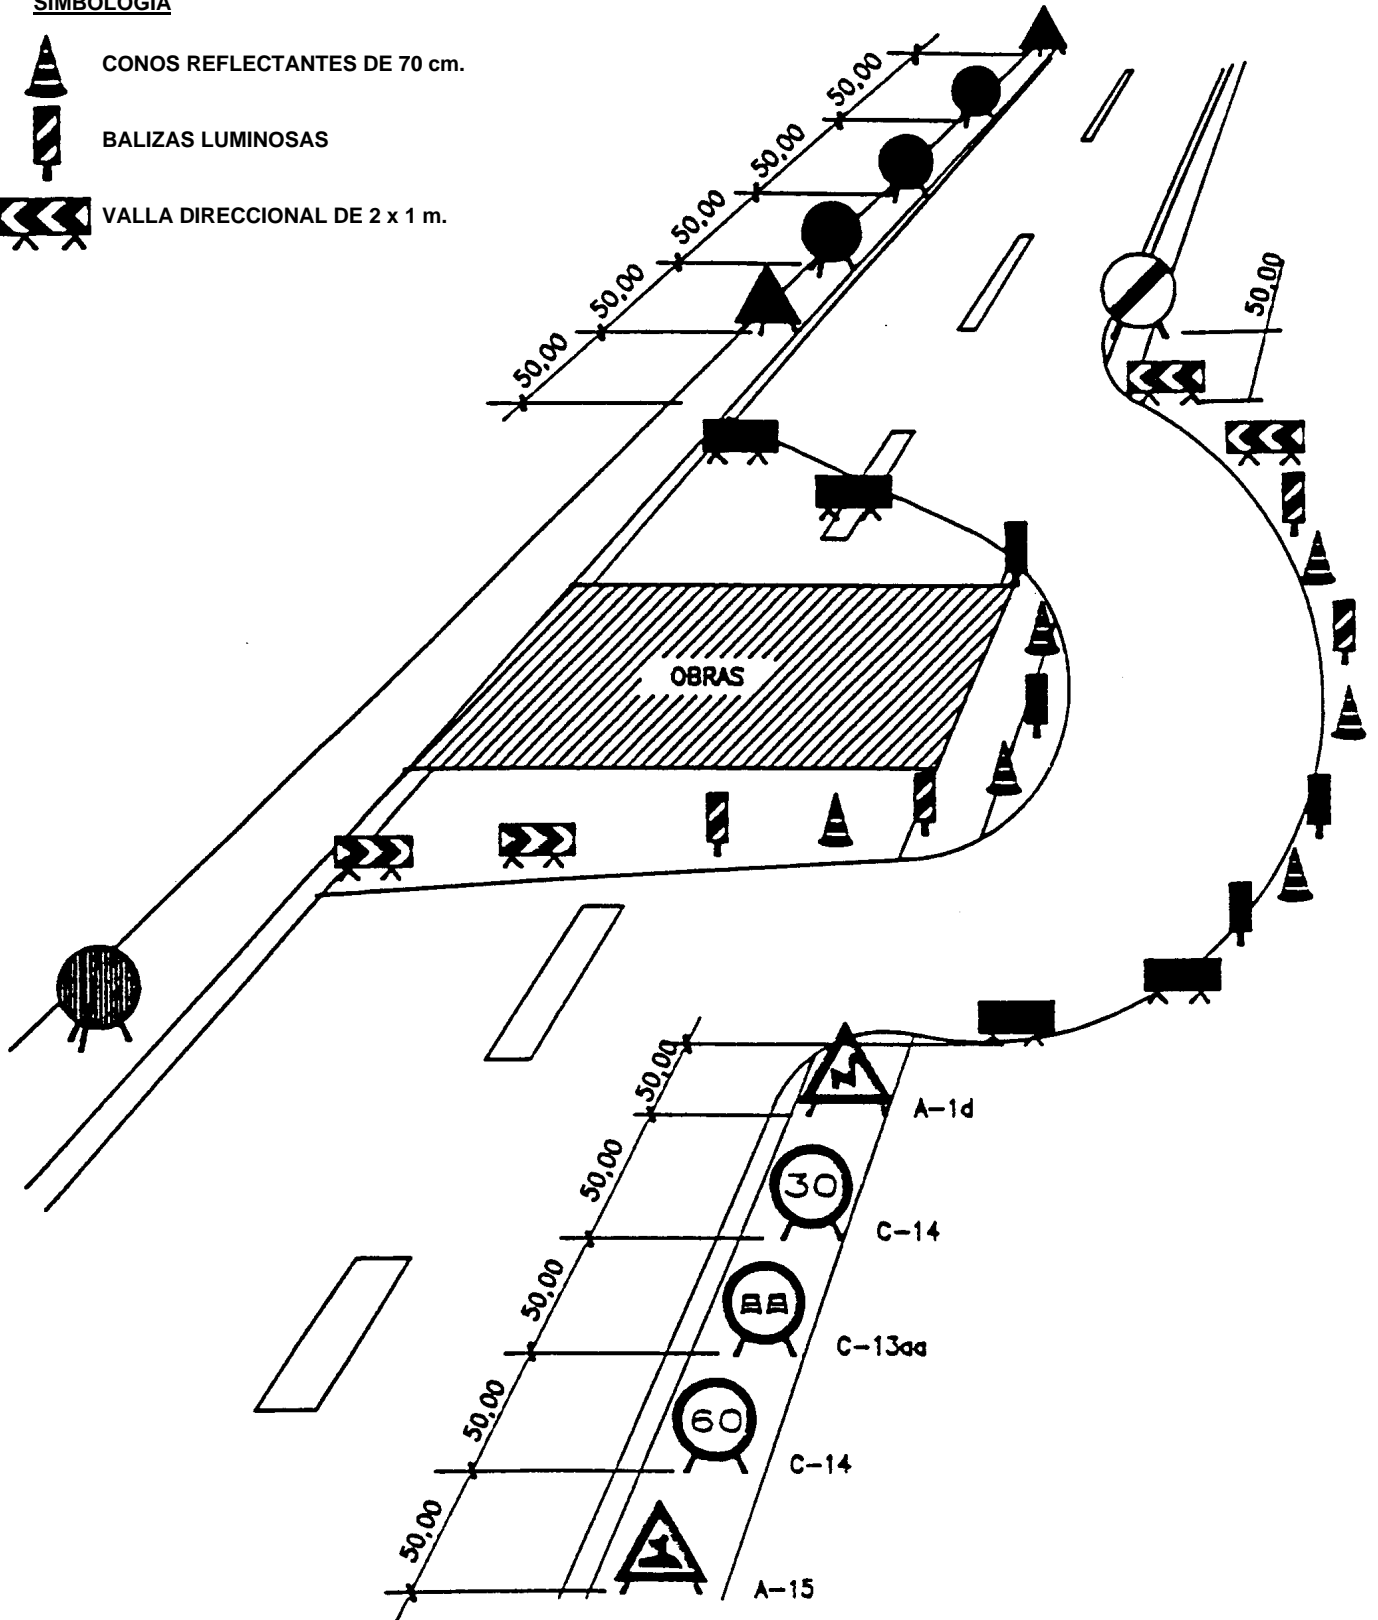 SIMBOLOGIA
CONOS REFLECTANTES DE 70 cm.
BALIZAS LUMINOSAS
VALLA DIRECCIONAL DE 2 x 1 m.
50,00
50,00
50,00
50,00
50,00
50,00
OBRAS
50,00
A-1d
50,00
30
C-14
50,00
C-13aa
50,00
60
C-14
50,00
A-15